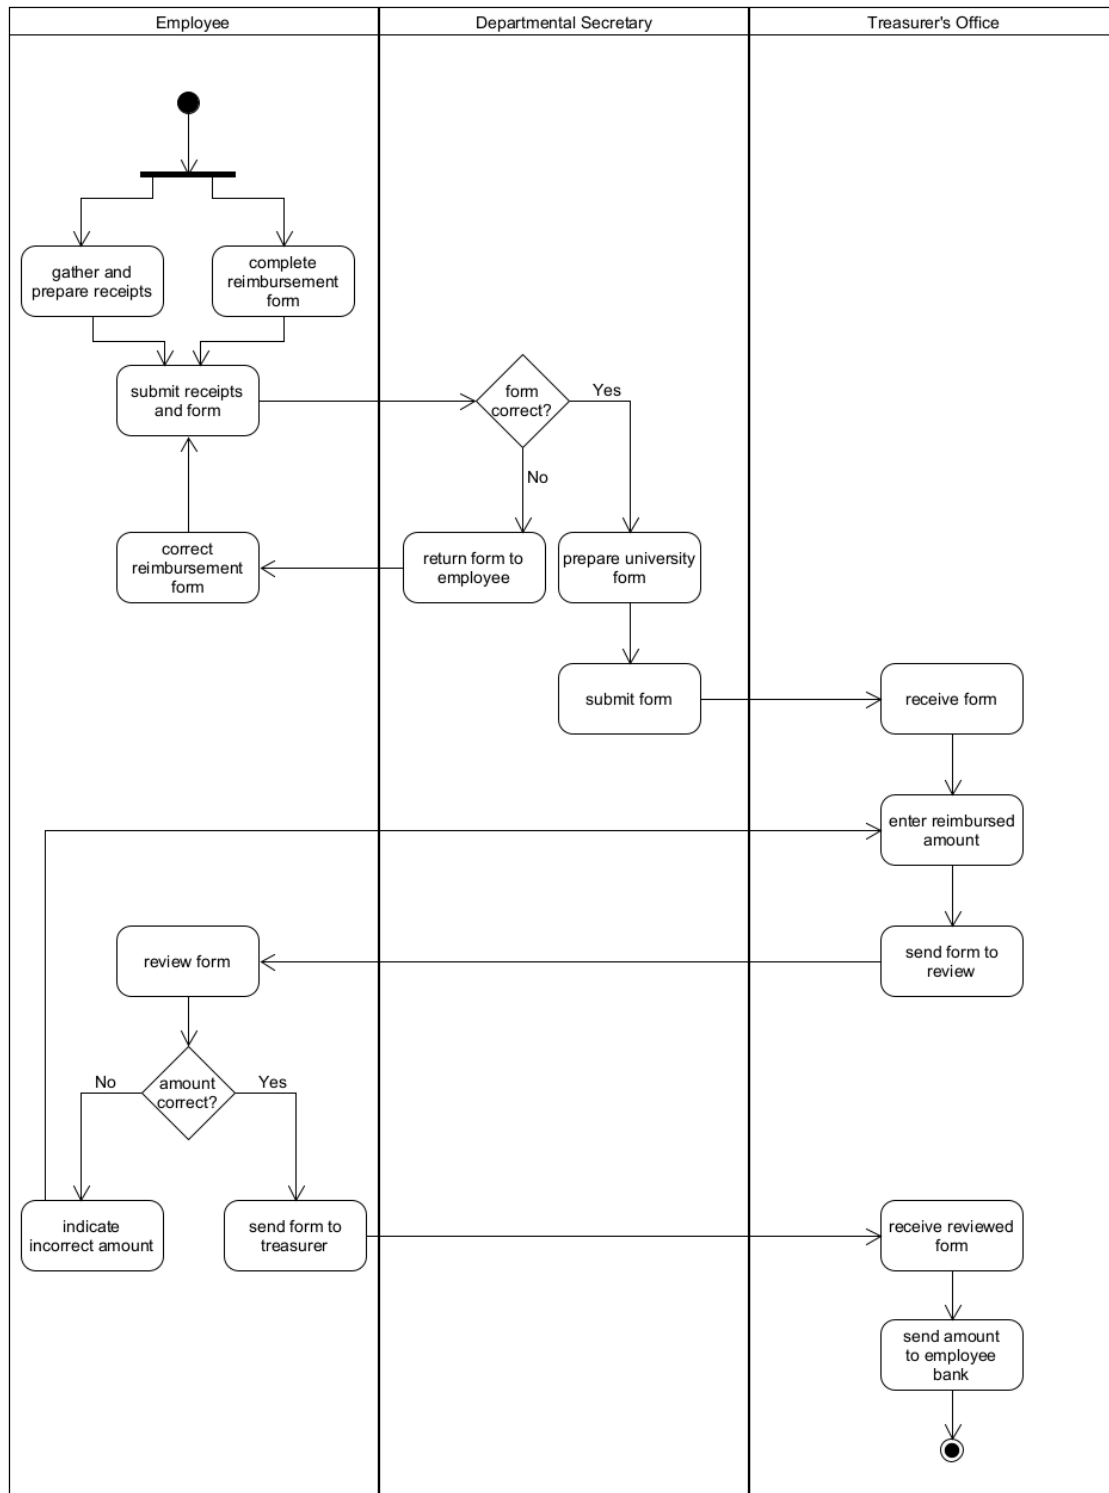 Employee
Departmental Secretary
Treasurer's Office
gather and
prepare receipts
complete
reimbursement
form
submit receipts
and form
form
correct?
Yes
No
correct
reimbursement
form
return form to
employee
prepare university
form
submit form
receive form
enter reimbursed
amount
review form
send form to
review
No
amount
correct?
Yes
indicate
incorrect amount
send form to
treasurer
receive reviewed
form
send amount
to employee
bank